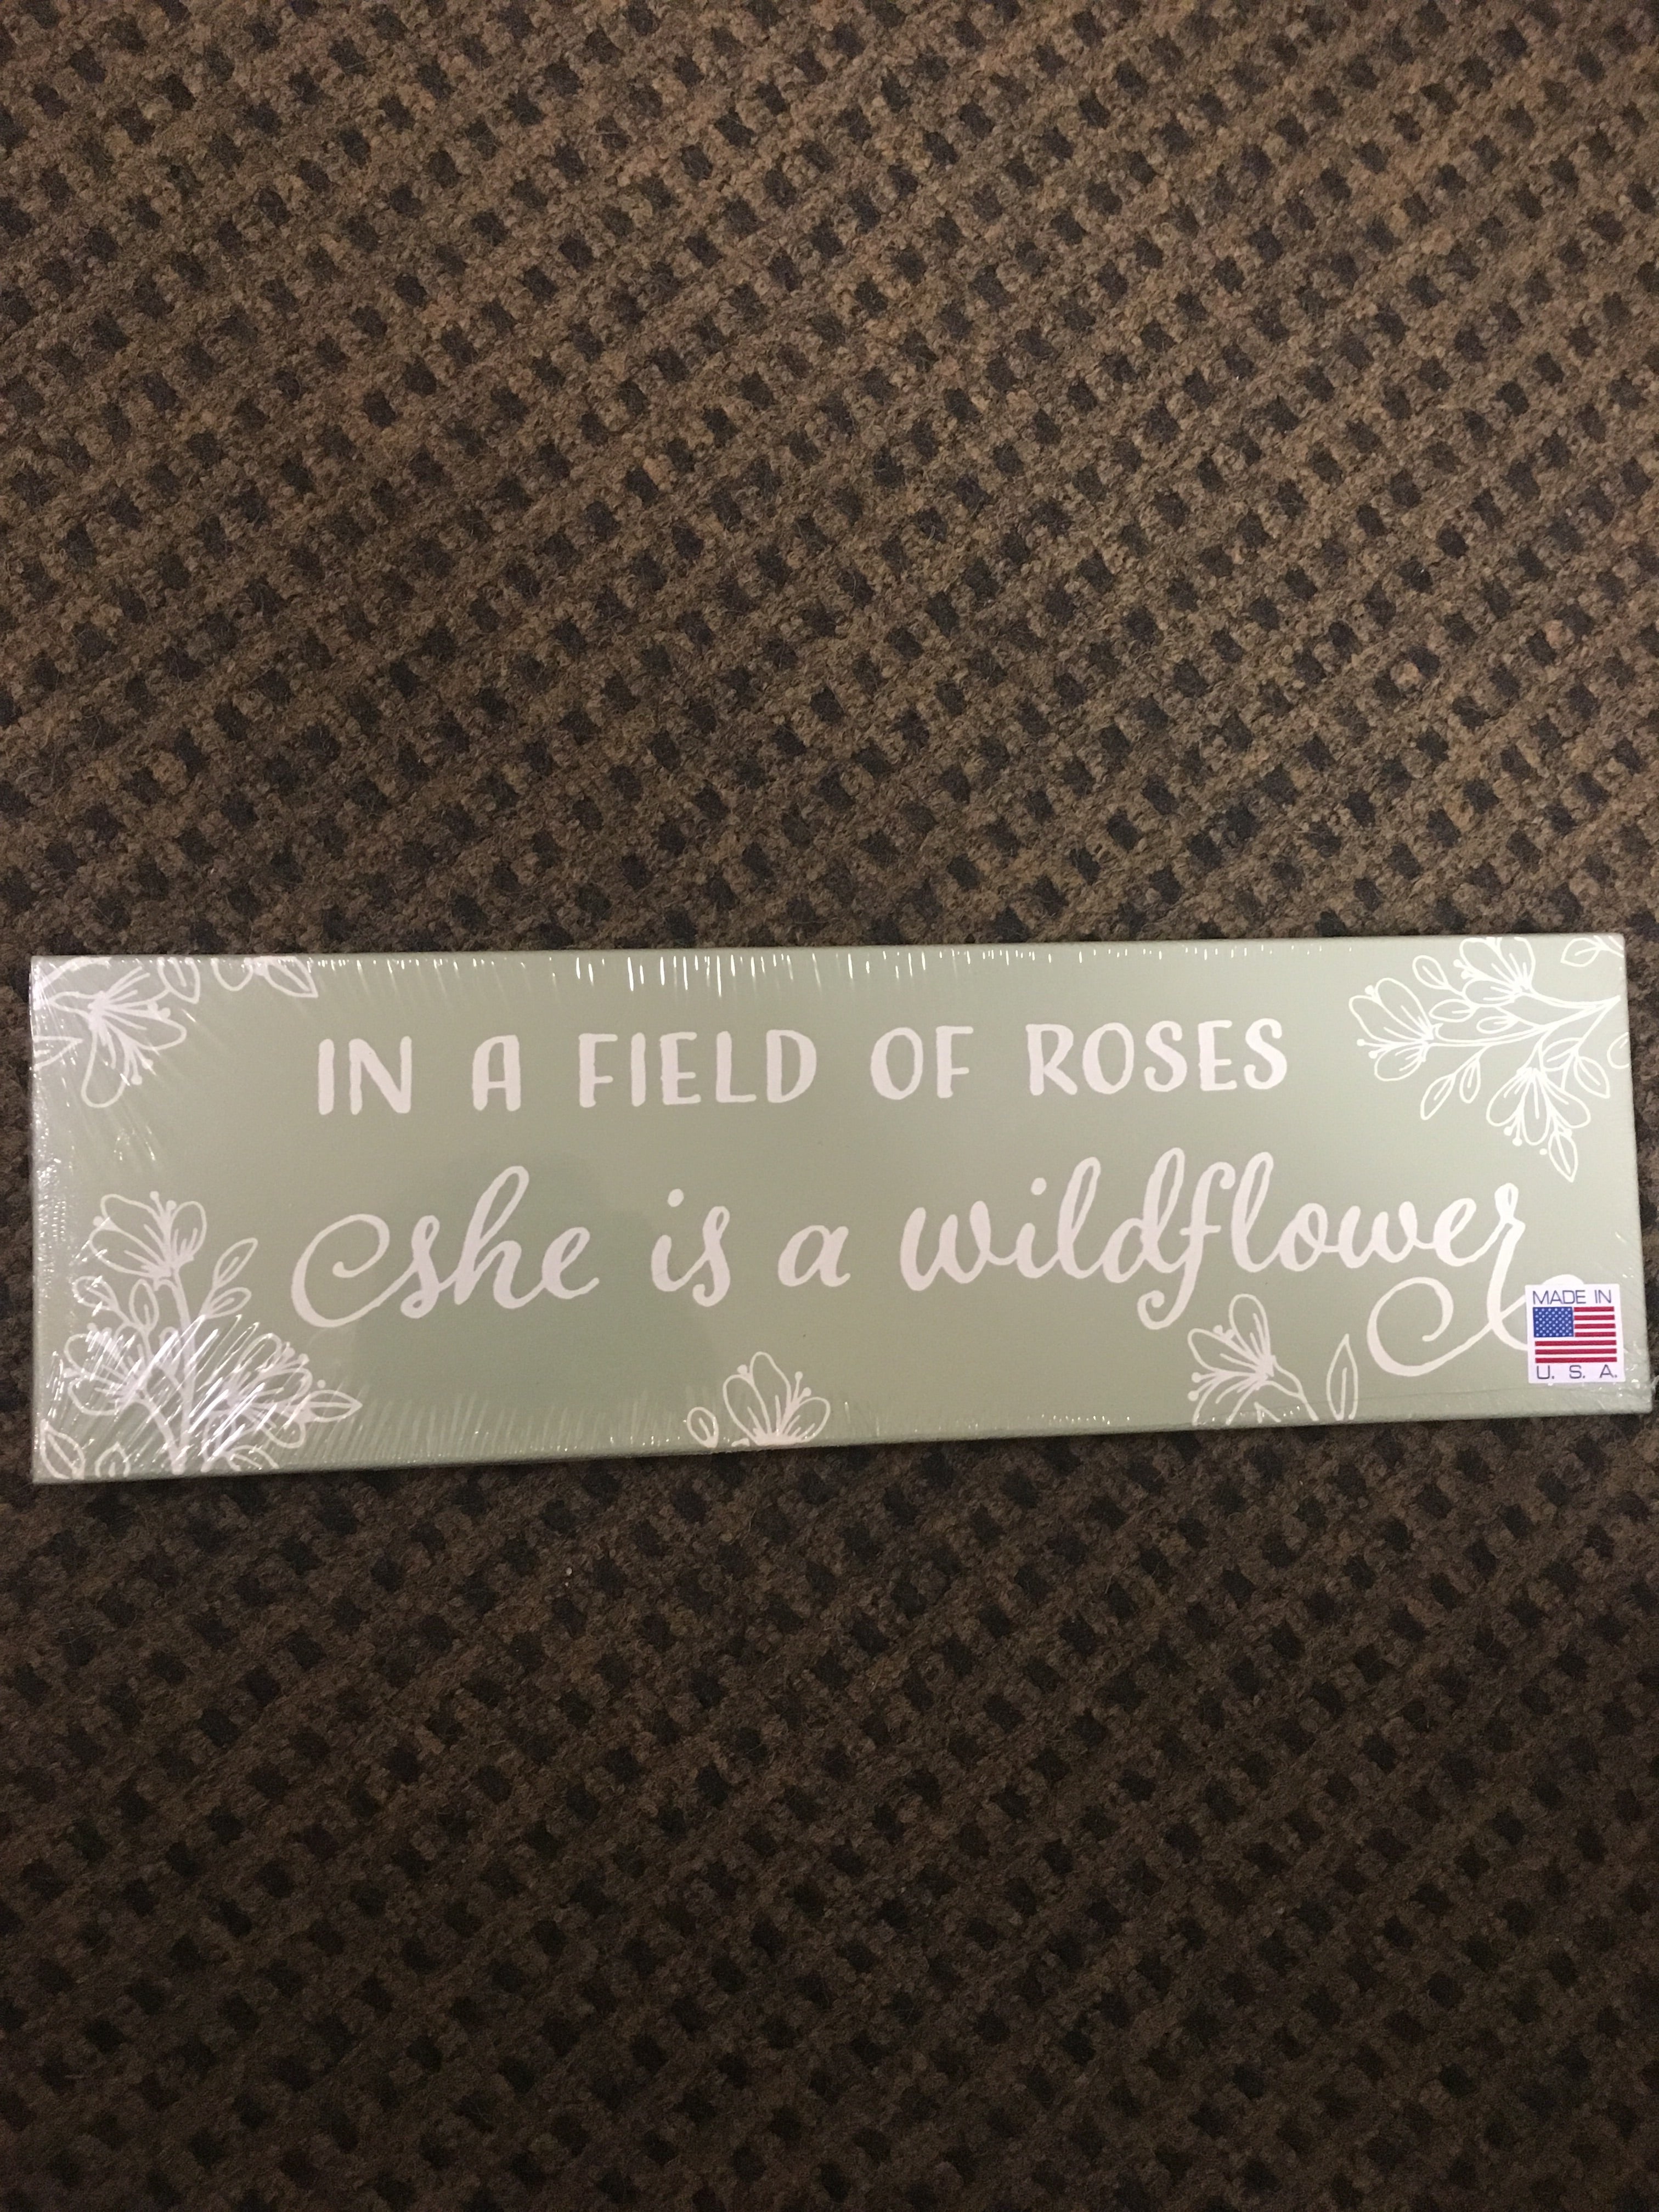 IN A FIELD OF ROSES
she is a wildflower
MADE IN
U. S. A.